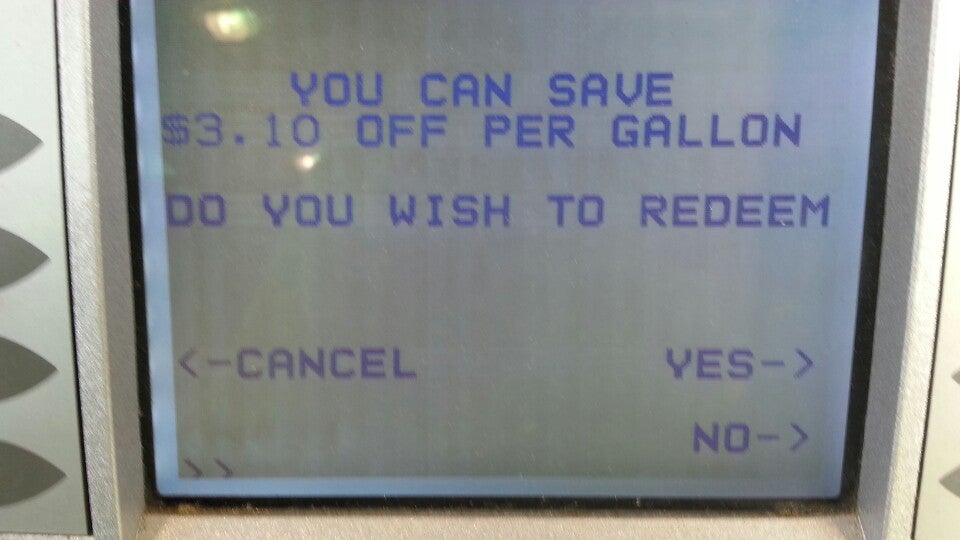 YOU CAN SAVE
$3.10 OFF PER GALLON
DO YOU WISH TO REDEEM
<-CANCEL
YES->
NO->
>>